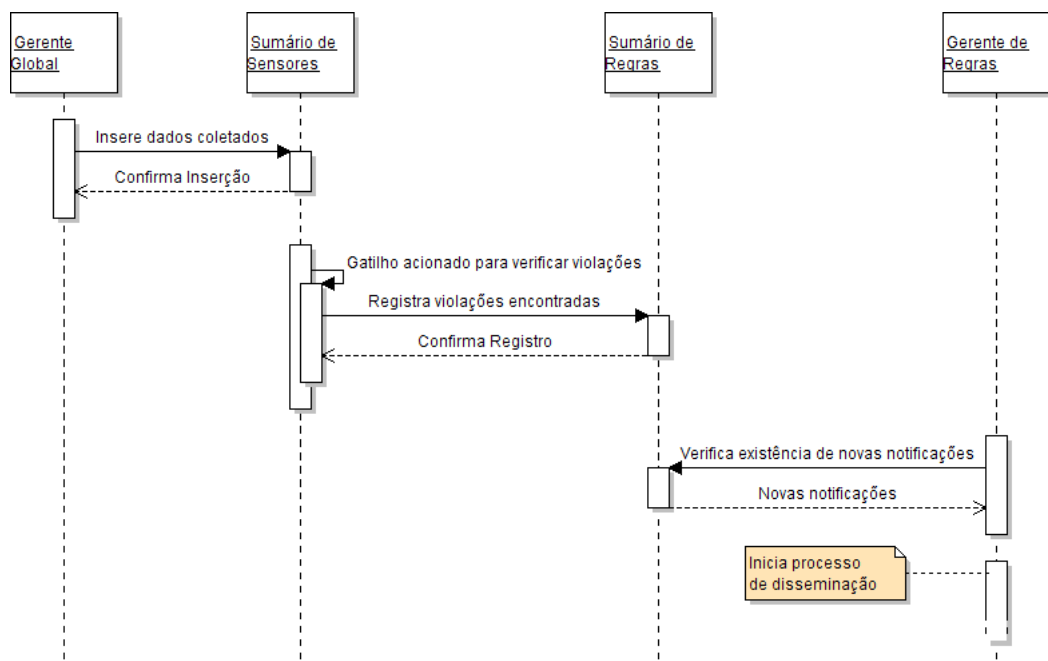 Gerente
Global
Sumário de
Sensores
Sumário de
Regras
Gerente de
Regras
Insere dados coletados
Confirma Inserção
Gatilho acionado para verificar violações
Registra violações encontradas
Confirma Registro
Verifica existência de novas notificações
Novas notificações
Inicia processo
de disseminação